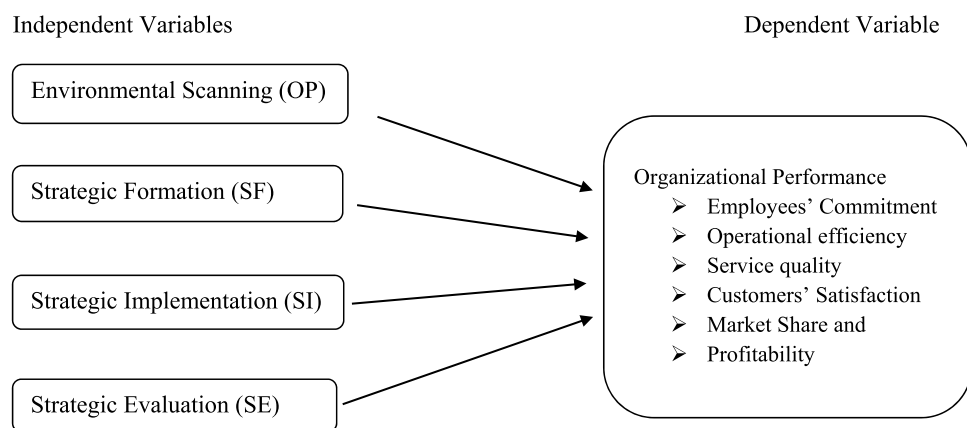 Independent Variables
Dependent Variable
Environmental Scanning (OP)
Strategic Formation (SF)
Strategic Implementation (SI)
Strategic Evaluation (SE)
Organizational Performance
➢ Employees’ Commitment
➢ Operational efficiency
➢ Service quality
➢ Customers’ Satisfaction
➢ Market Share and
➢ Profitability